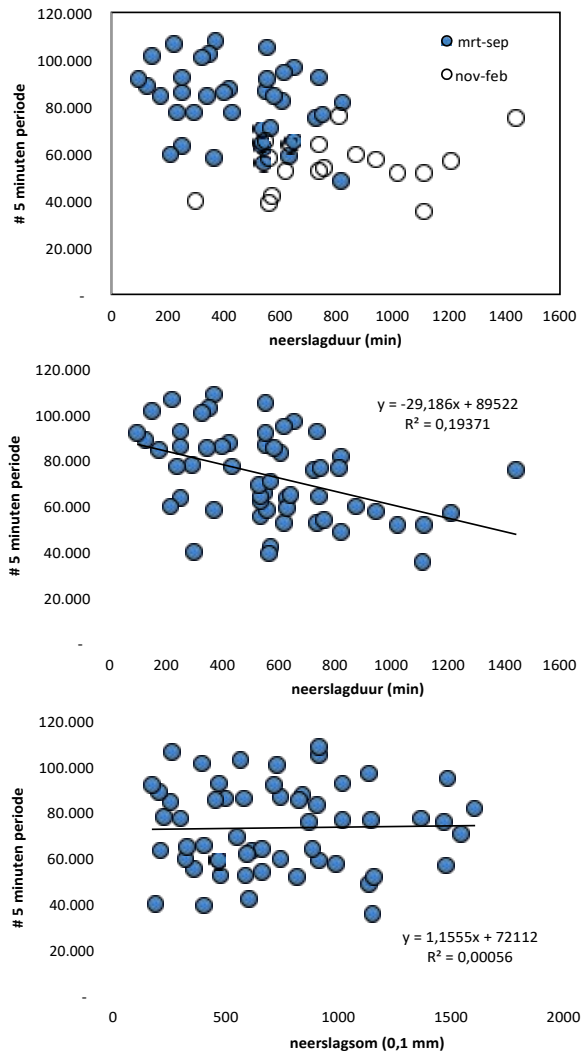 120.000
100.000
80.000
60.000
40.000
20.000
-
# 5 minuten periode
mrt-sep
nov-feb
0 200 400 600 800 1000 1200 1400 1600
neerslagduur (min)
120.000
100.000
80.000
60.000
40.000
20.000
-
# 5 minuten periode
y = -29,186x + 89522
R² = 0,19371
0 200 400 600 800 1000 1200 1400 1600
neerslagduur (min)
120.000
100.000
80.000
60.000
40.000
20.000
-
# 5 minuten periode
y = 1,1555x + 72112
R² = 0,00056
0 500 1000 1500 2000
neerslagsom (0,1 mm)